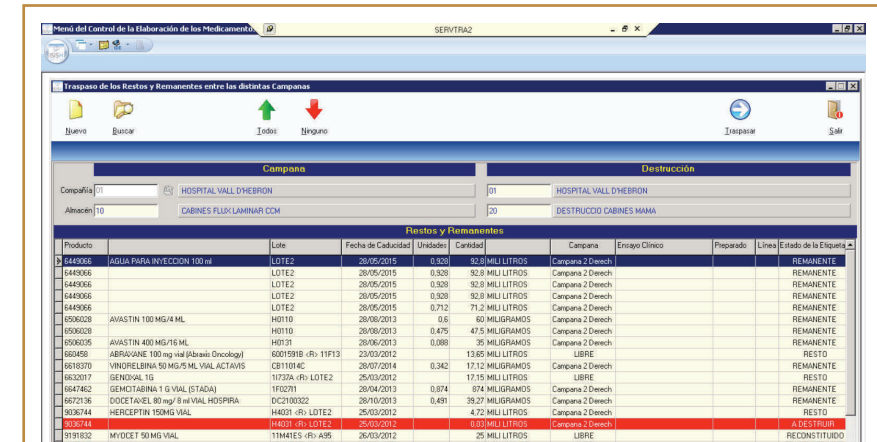 Menú del Control de la Elaboración de los Medicamento SERVTRA2
Traspaso de los Restos y Remanentes entre las distintas Campanas
Nuevo Buscar Todos Ninguno Traspasar Salir
Campana Destrucción
Compañía 01 HOSPITAL VALL D'HEBRON 01 HOSPITAL VALL D'HEBRON
Almacén 10 CABINES FLUX LAMINAR CCM 20 DESTRUCCIO CABINES MAMA
Restos y Remanentes
Producto Lote Fecha de Caducidad Unidades Cantidad Campana Ensayo Clínico Preparado Línea Estado de la Etiqueta
6449066 AGUA PARA INYECCION 100 ml LOTE2 28/05/2015 0,928 92,8 MILI LITROS Campana 2 Derech REMANENTE
6449066 LOTE2 28/05/2015 0,928 92,8 MILI LITROS Campana 2 Derech REMANENTE
6449066 LOTE2 28/05/2015 0,928 92,8 MILI LITROS Campana 2 Derech REMANENTE
6449066 LOTE2 28/05/2015 0,928 92,8 MILI LITROS Campana 2 Derech REMANENTE
6449066 LOTE2 28/05/2015 0,712 71,2 MILI LITROS Campana 2 Derech REMANENTE
6506028 AVASTIN 100 MG/4 ML H0110 28/08/2013 0,6 60 MILIGRAMOS Campana 2 Derech REMANENTE
6506028 H0110 28/08/2013 0,475 47,5 MILIGRAMOS Campana 2 Derech REMANENTE
6506035 AVASTIN 400 MG/16 ML H0131 28/06/2013 0,088 35 MILIGRAMOS Campana 2 Derech REMANENTE
660458 ABRAXANE 100 mg vial (Abraxis Oncology) 6001591B <R> 11F13 23/03/2012 13,65 MILI LITROS LIBRE RESTO
6618370 VINORELBINA 50 MG/5 ML VIAL ACTAVIS CB11014C 28/07/2014 0,342 17,12 MILIGRAMOS Campana 2 Derech REMANENTE
6632017 GENOXAL 1G 1I737A <R> LOTE2 25/03/2012 17,15 MILI LITROS LIBRE RESTO
6647462 GEMCITABINA 1 G VIAL (STADA) 1F02711 28/04/2013 0,874 874 MILIGRAMOS Campana 2 Derech REMANENTE
6672136 DOCETAXEL 80 mg/ 8 ml VIAL HOSPIRA DC2100322 28/10/2013 0,491 39,27 MILIGRAMOS Campana 2 Derech REMANENTE
9036744 HERCEPTIN 150MG VIAL H4031 <R> LOTE2 25/03/2012 4,72 MILI LITROS Campana 2 Derech RESTO
9036744 H4031 <R> LOTE2 25/03/2012 0,03 MILI LITROS Campana 2 Derech A DESTRUIR
9191832 MYOCET 50 MG VIAL 11M41ES <R> A95 26/03/2012 25 MILI LITROS LIBRE RECONSTITUIDO